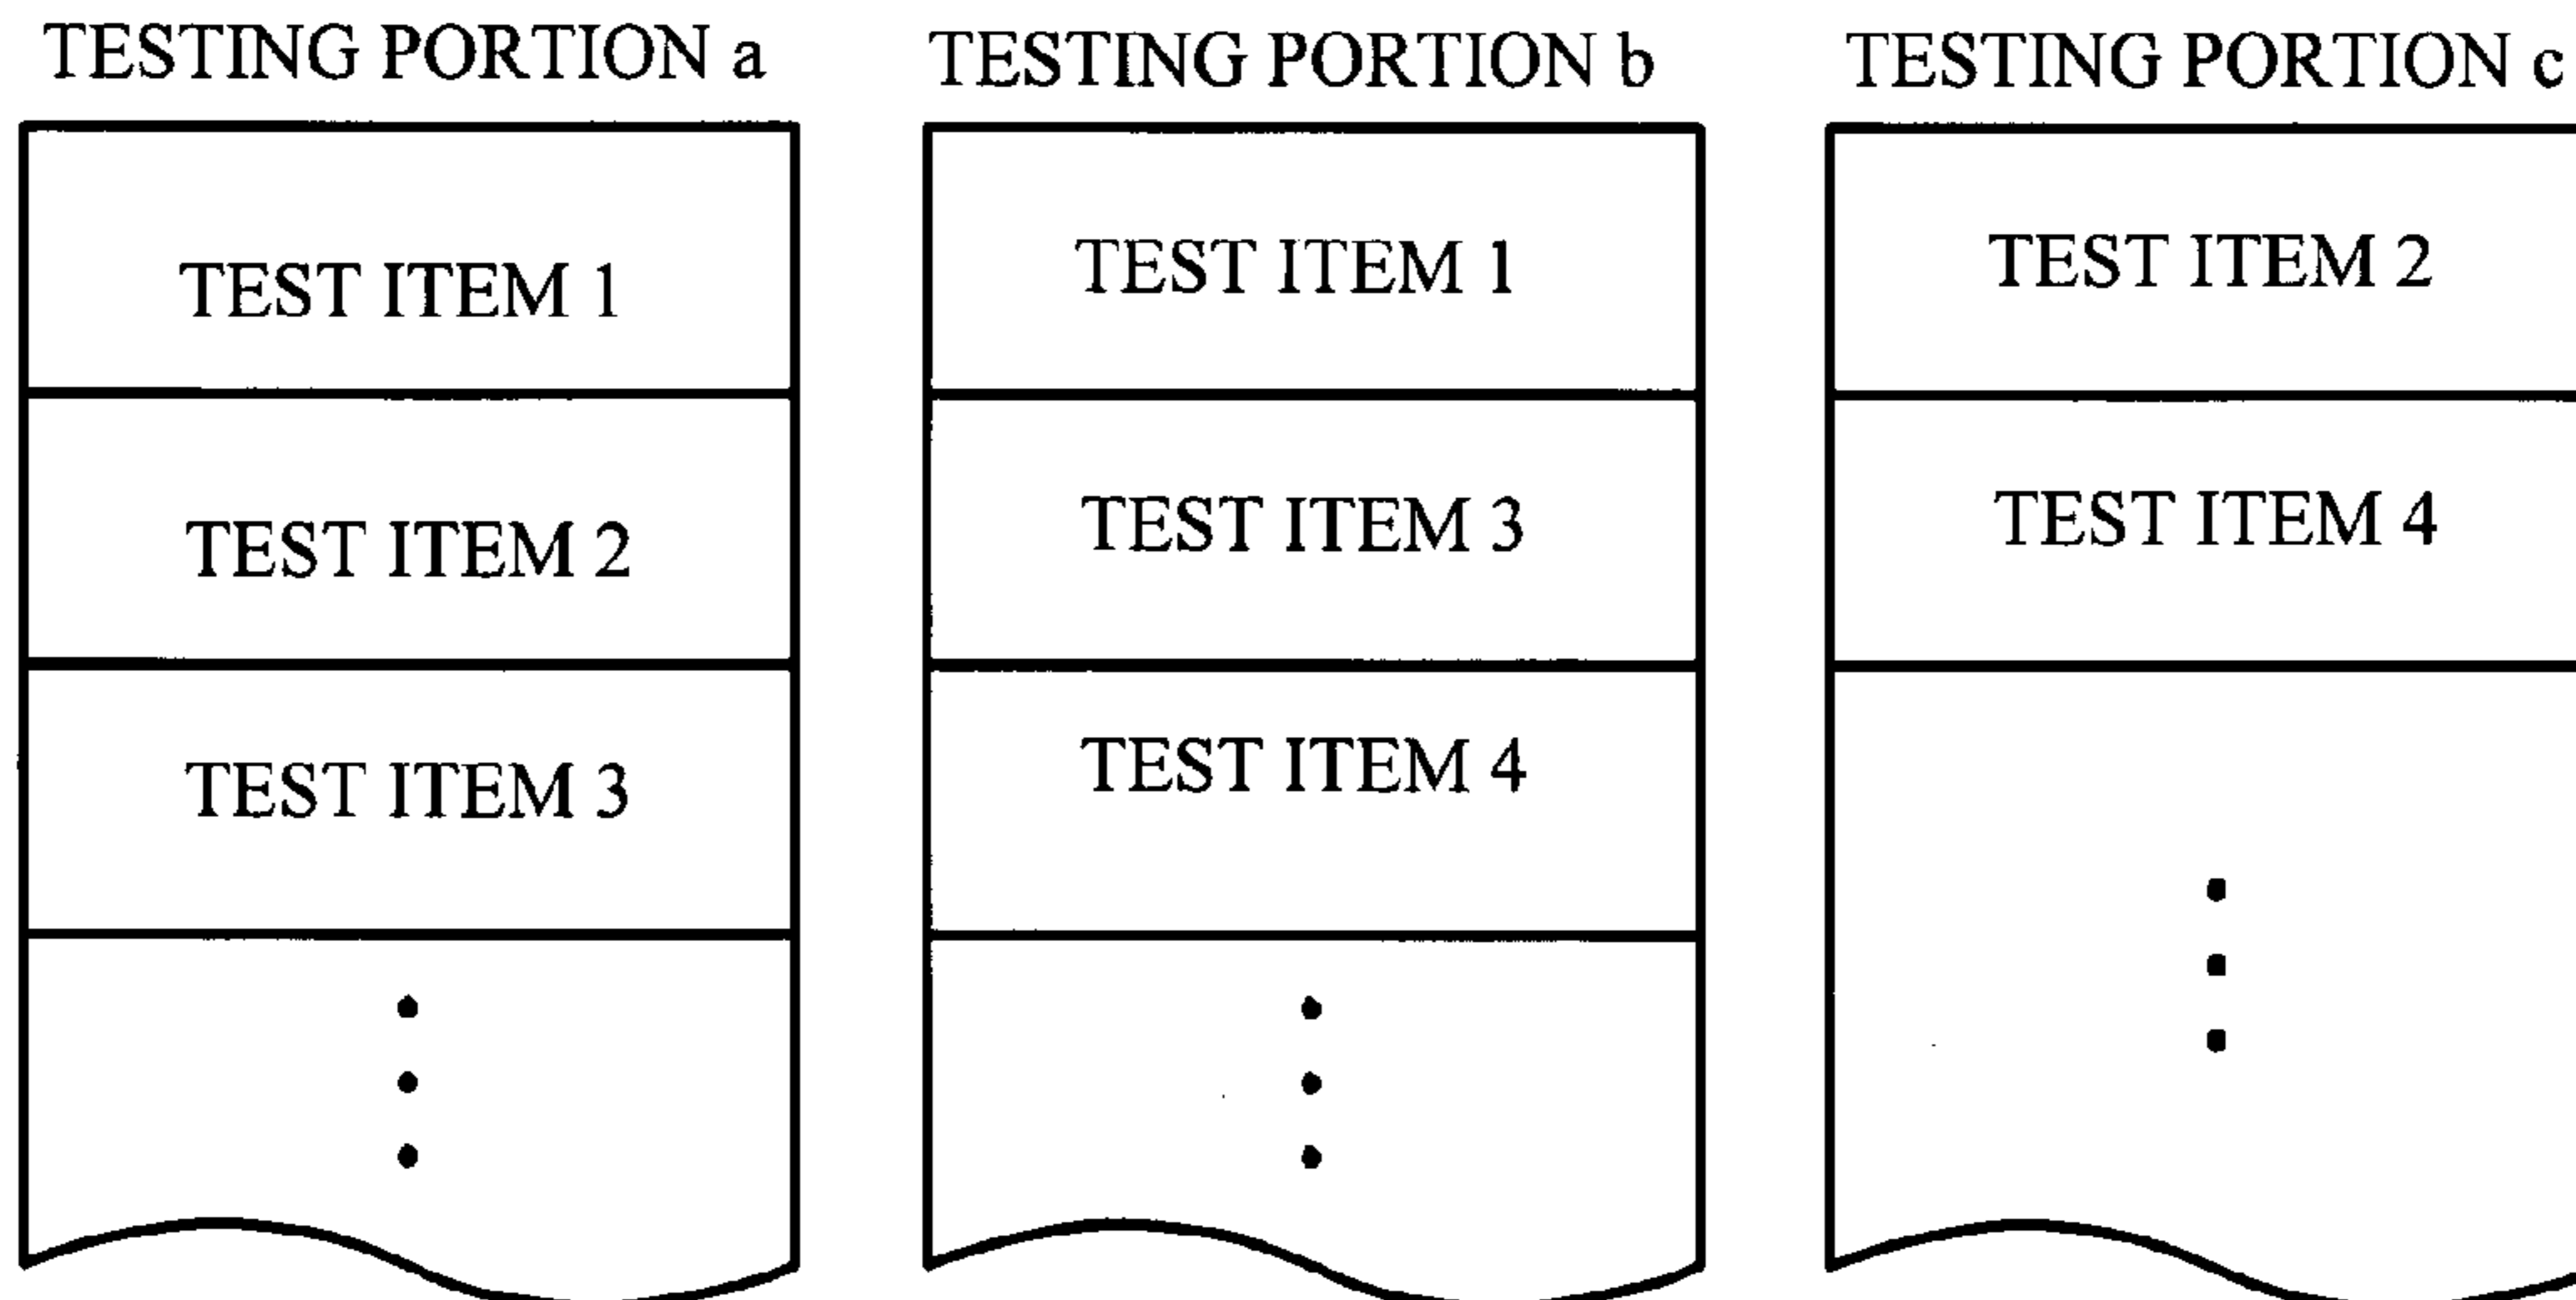 TESTING PORTION a
TEST ITEM 1
TEST ITEM 2
TEST ITEM 3
TESTING PORTION b
TEST ITEM 1
TEST ITEM 3
TEST ITEM 4
TESTING PORTION c
TEST ITEM 2
TEST ITEM 4